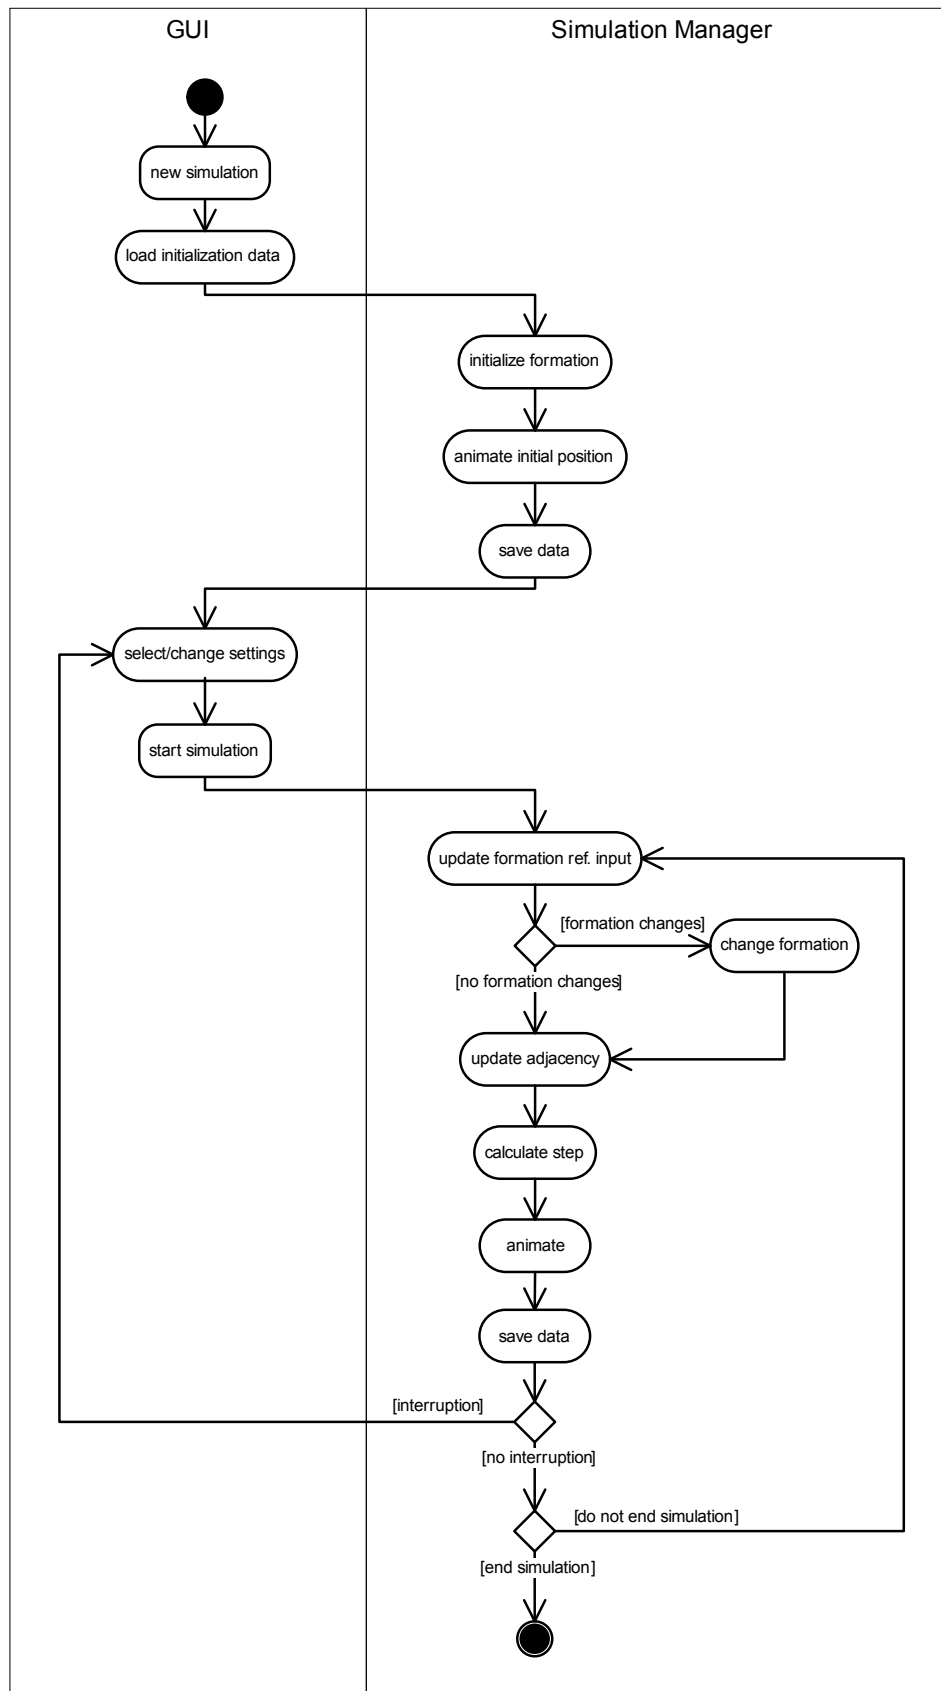 GUI
Simulation Manager
new simulation
load initialization data
initialize formation
animate initial position
save data
select/change settings
start simulation
update formation ref. input
[formation changes]
change formation
[no formation changes]
update adjacency
calculate step
animate
save data
[interruption]
[no interruption]
[do not end simulation]
[end simulation]